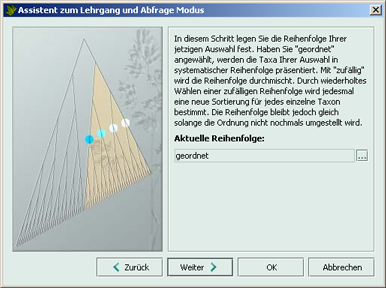 Assistent zum Lehrgang und Abfrage Modus
In diesem Schritt legen Sie die Reihenfolge Ihrer
jetzigen Auswahl fest. Haben Sie "geordnet"
angewählt, werden die Taxa Ihrer Auswahl in
systematischer Reihenfolge präsentiert. Mit "zufällig"
wird die Reihenfolge durchmischt. Durch wiederholtes
Wählen einer zufälligen Reihenfolge wird jedesmal
eine neue Sortierung für jedes einzelne Taxon
bestimmt. Die Reihenfolge bleibt jedoch gleich
solange die Ordnung nicht nochmals umgestellt wird.
Aktuelle Reihenfolge:
geordnet ...
Zurück Weiter OK Abbrechen